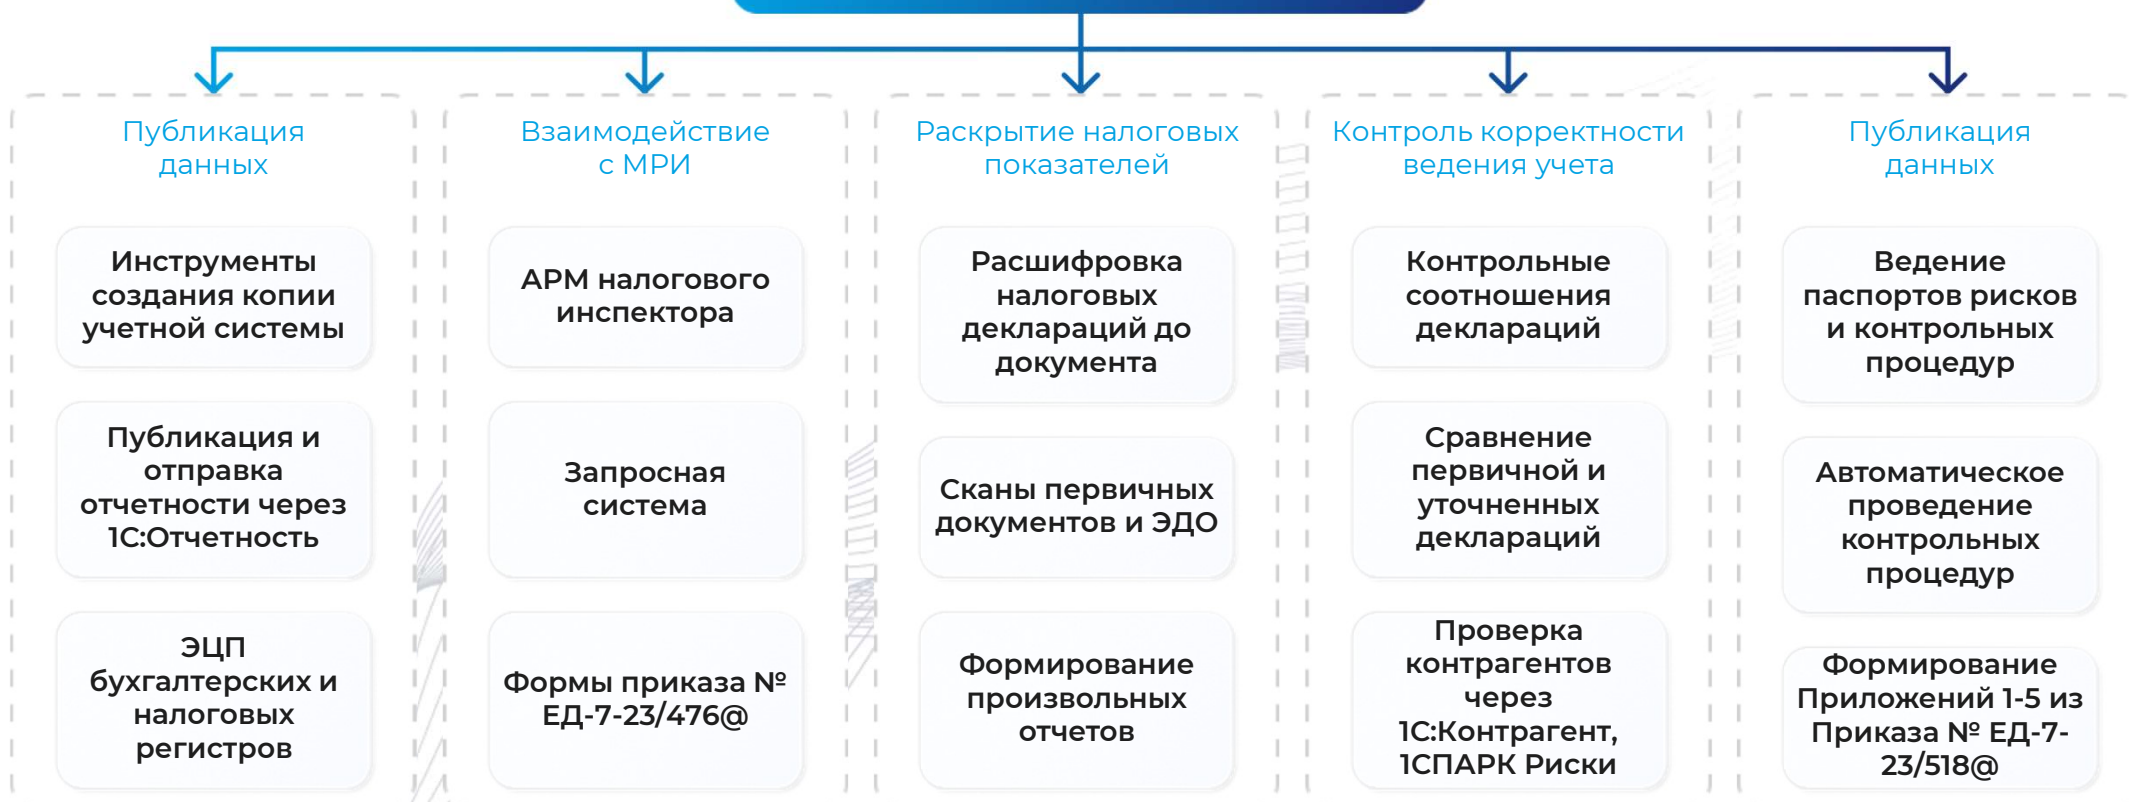 Публикация
данных
Инструменты
создания копии
учетной системы
Публикация и
отправка
отчетности через
1С:Отчетность
ЭЦП
бухгалтерских и
налоговых
регистров
Взаимодействие
с МРИ
АРМ налогового
инспектора
Запросная
система
Формы приказа №
ЕД-7-23/476@
Раскрытие налоговых
показателей
Расшифровка
налоговых
деклараций до
документа
Сканы первичных
документов и ЭДО
Формирование
произвольных
отчетов
Контроль корректности
ведения учета
Контрольные
соотношения
деклараций
Сравнение
первичной и
уточненных
деклараций
Проверка
контрагентов
через
1С:Контрагент,
1СПАРК Риски
Публикация
данных
Ведение
паспортов рисков
и контрольных
процедур
Автоматическое
проведение
контрольных
процедур
Формирование
Приложений 1-5 из
Приказа № ЕД-7-
23/518@